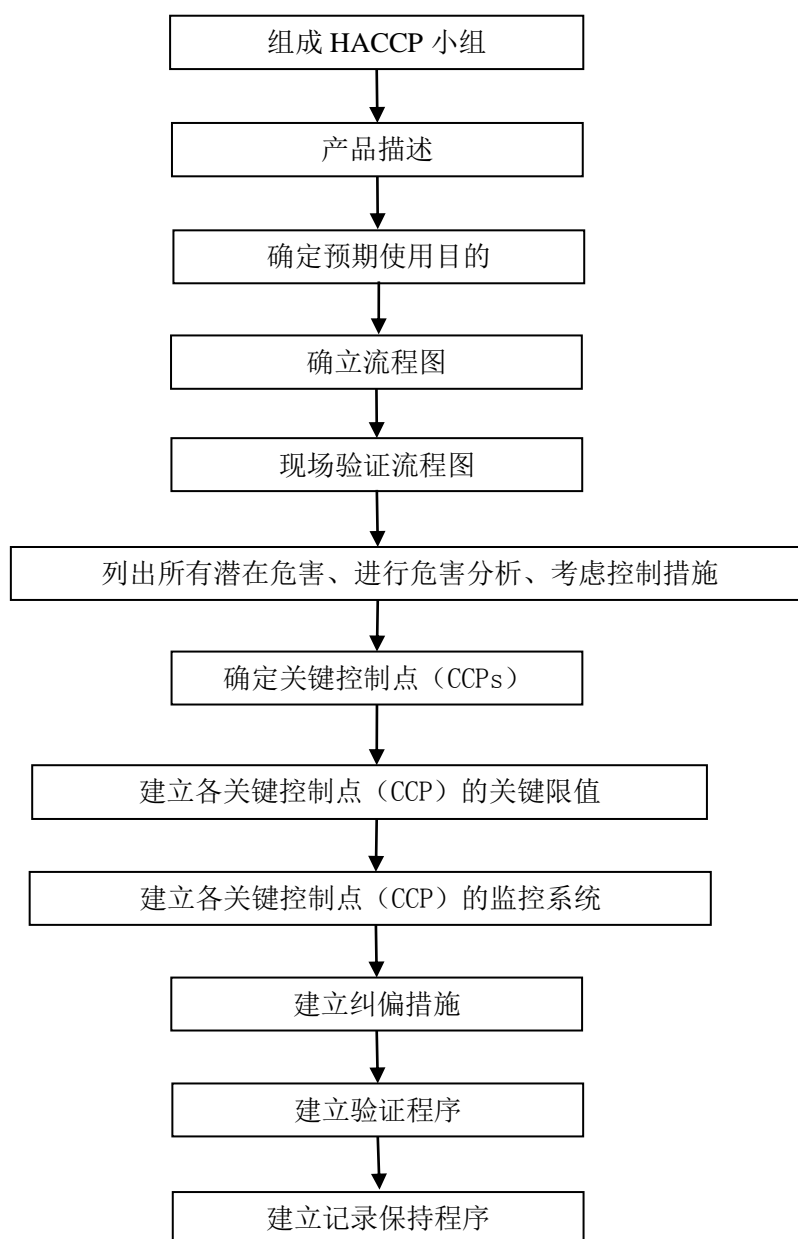 组成 HACCP 小组
产品描述
确定预期使用目的
确立流程图
现场验证流程图
列出所有潜在危害、进行危害分析、考虑控制措施
确定关键控制点（CCPs）
建立各关键控制点（CCP）的关键限值
建立各关键控制点（CCP）的监控系统
建立纠偏措施
建立验证程序
建立记录保持程序